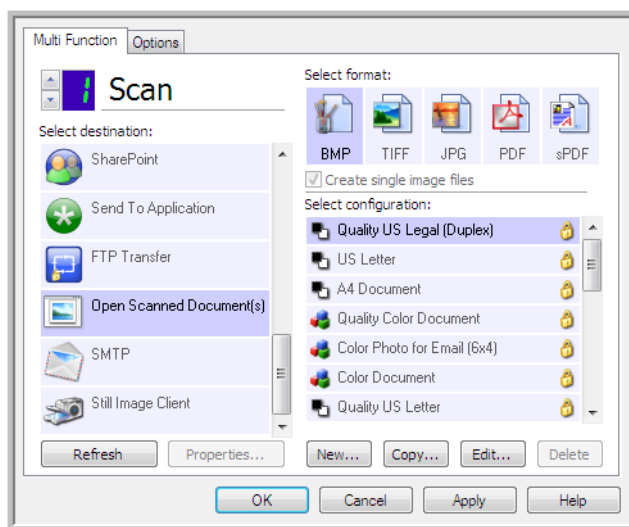 Multi Function
Options
1
Scan
Select destination:
SharePoint
Send To Application
FTP Transfer
Open Scanned Document(s)
SMTP
Still Image Client
Refresh
Properties...
Select format:
BMP
TIFF
JPG
PDF
sPDF
Create single image files
Select configuration:
Quality US Legal (Duplex)
US Letter
A4 Document
Quality Color Document
Color Photo for Email (6x4)
Color Document
Quality US Letter
New...
Copy...
Edit...
Delete
OK
Cancel
Apply
Help